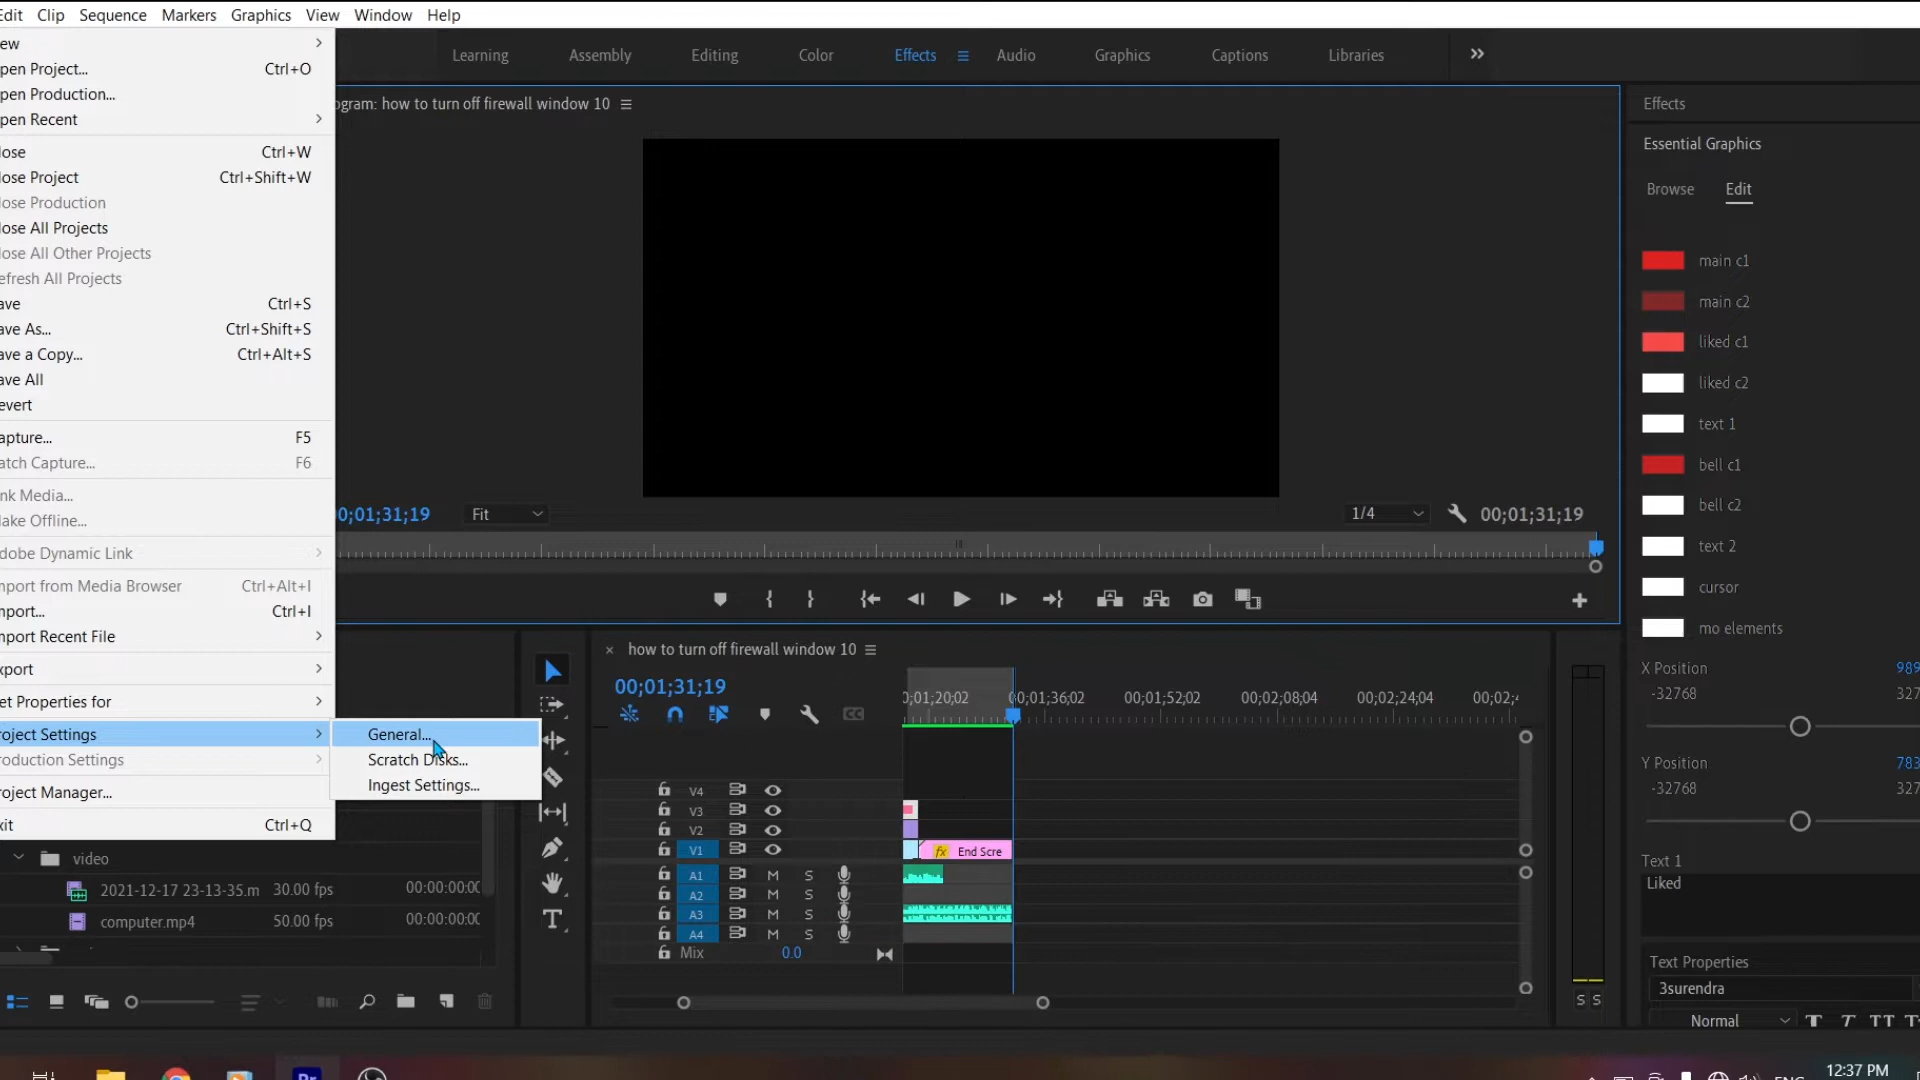 Edit Clip Sequence Markers Graphics View Window Help
ew
pen Project... Ctrl+O
pen Production...
pen Recent
lose Ctrl+W
lose Project Ctrl+Shift+W
lose Production
lose All Projects
lose All Other Projects
efresh All Projects
ave Ctrl+S
ave As... Ctrl+Shift+S
ave a Copy... Ctrl+Alt+S
ave All
evert
apture... F5
atch Capture... F6
nk Media...
ake Offline...
dobe Dynamic Link
mport from Media Browser Ctrl+Alt+I
mport... Ctrl+I
mport Recent File
xport
et Properties for
roject Settings
roduction Settings
roject Manager...
xit Ctrl+Q
General...
Scratch Disks...
Ingest Settings...
Learning Assembly Editing Color Effects Audio Graphics Captions Libraries
ogram: how to turn off firewall window 10
0;01;31;19 Fit 1/4 00;01;31;19
video
2021-12-17 23-13-35.m 30.00 fps 00:00:00:00
computer.mp4 50.00 fps 00:00:00:00
how to turn off firewall window 10
00;01;31;19
0;01;20;02 00;01;36;02 00;01;52;02 00;02;08;04 00;02;24;04 00;02;4
V4
V3
V2
V1 fx End Scre
A1 M S
A2 M S
A3 M S
A4 M S
Mix 0.0
S S
Effects
Essential Graphics
Browse Edit
main c1
main c2
liked c1
liked c2
text 1
bell c1
bell c2
text 2
cursor
mo elements
X Position 989
-32768 327
Y Position 783
-32768 327
Text 1
Liked
Text Properties
3surendra
Normal T T TT T
Pr
ENG 12:37 PM